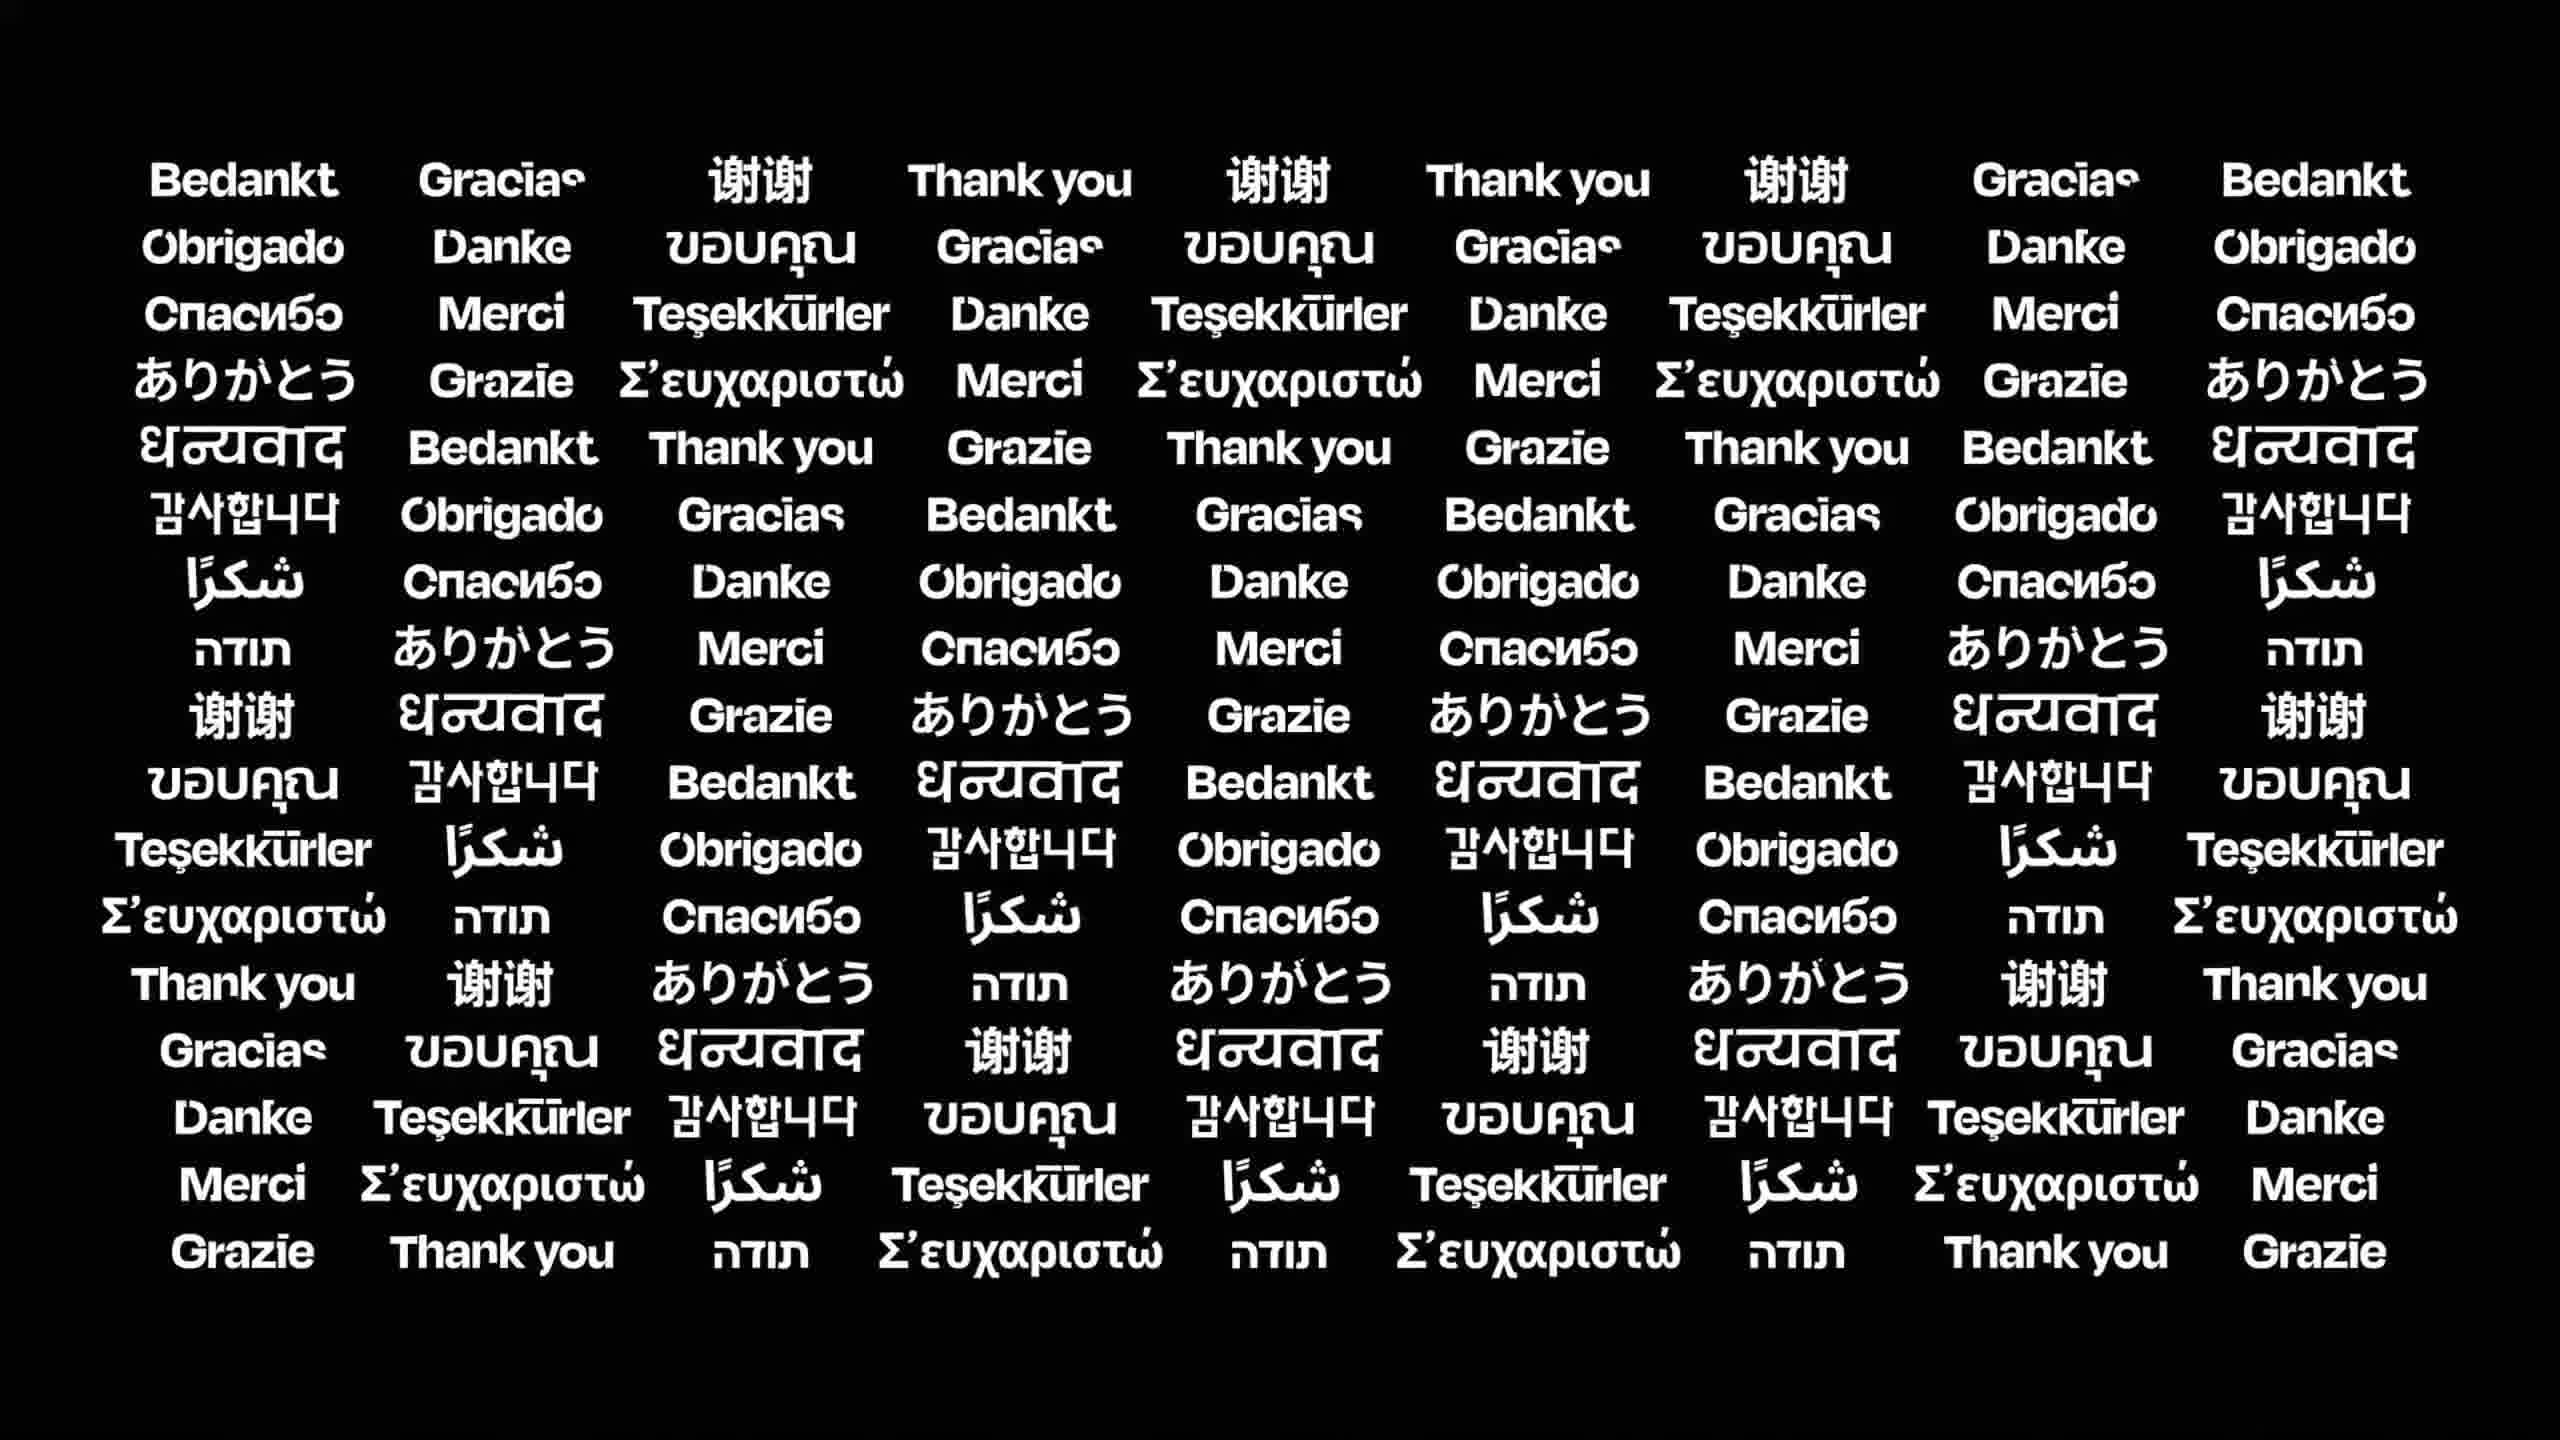 Bedankt Gracias 谢谢 Thank you 谢谢 Thank you 谢谢 Gracias Bedankt
Obrigado Danke ขอบคุณ Gracias ขอบคุณ Gracias ขอบคุณ Danke Obrigado
Спасибо Merci Teşekkürler Danke Teşekkürler Danke Teşekkürler Merci Спасибо
ありがとう Grazie Σ’ευχαριστώ Merci Σ’ευχαριστώ Merci Σ’ευχαριστώ Grazie ありがとう
धन्यवाद Bedankt Thank you Grazie Thank you Grazie Thank you Bedankt धन्यवाद
감사합니다 Obrigado Gracias Bedankt Gracias Bedankt Gracias Obrigado 감사합니다
شكرًا Спасибо Danke Obrigado Danke Obrigado Danke Спасибо شكرًا
תודה ありがとう Merci Спасибо Merci Спасибо Merci ありがとう תודה
谢谢 धन्यवाद Grazie ありがとう Grazie ありがとう Grazie धन्यवाद 谢谢
ขอบคุณ 감사합니다 Bedankt धन्यवाद Bedankt धन्यवाद Bedankt 감사합니다 ขอบคุณ
Teşekkürler شكرًا Obrigado 감사합니다 Obrigado 감사합니다 Obrigado شكرًا Teşekkürler
Σ’ευχαριστώ תודה Спасибо شكرًا Спасибо شكرًا Спасибо תודה Σ’ευχαριστώ
Thank you 谢谢 ありがとう תודה ありがとう תודה ありがとう 谢谢 Thank you
Gracias ขอบคุณ धन्यवाद 谢谢 धन्यवाद 谢谢 धन्यवाद ขอบคุณ Gracias
Danke Teşekkürler 감사합니다 ขอบคุณ 감사합니다 ขอบคุณ 감사합니다 Teşekkürler Danke
Merci Σ’ευχαριστώ شكرًا Teşekkürler شكرًا Teşekkürler شكرًا Σ’ευχαριστώ Merci
Grazie Thank you תודה Σ’ευχαριστώ תודה Σ’ευχαριστώ תודה Thank you Grazie